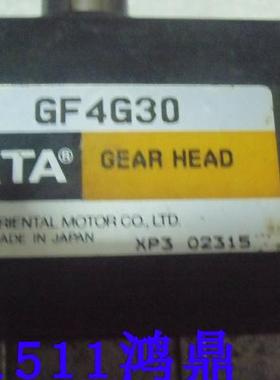 GF4G30
TA® GEAR HEAD
RIENTAL MOTOR CO., LTD.
ADE IN JAPAN XP3 02315
511鸿鼎